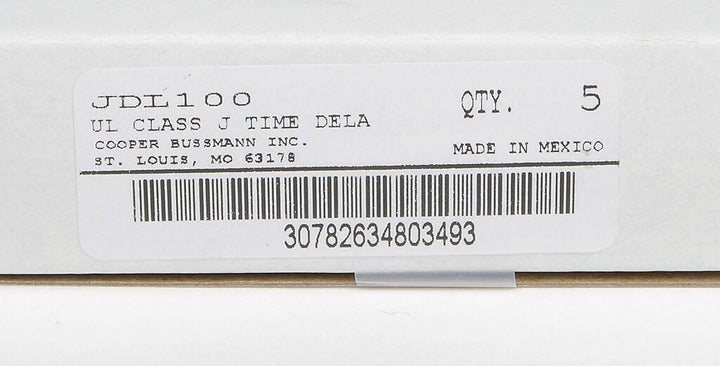 JDL100
QTY. 5
UL CLASS J TIME DELA
COOPER BUSSMANN INC.
ST. LOUIS, MO 63178
MADE IN MEXICO
30782634803493